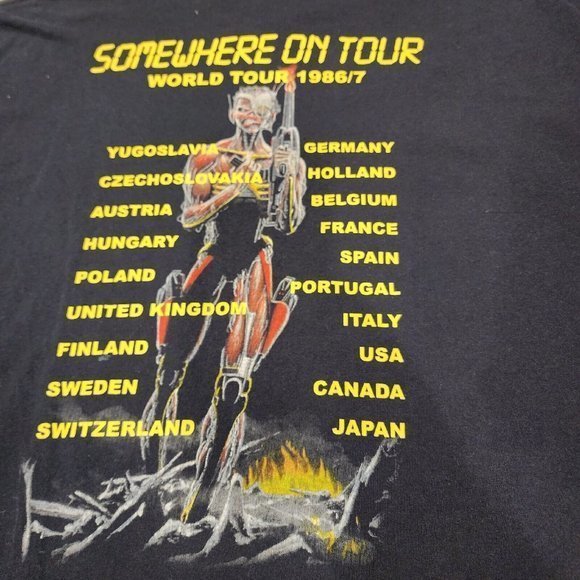 SOMEWHERE ON TOUR
WORLD TOUR 1986/7
YUGOSLAVIA
CZECHOSLOVAKIA
AUSTRIA
HUNGARY
POLAND
UNITED KINGDOM
FINLAND
SWEDEN
SWITZERLAND
GERMANY
HOLLAND
BELGIUM
FRANCE
SPAIN
PORTUGAL
ITALY
USA
CANADA
JAPAN